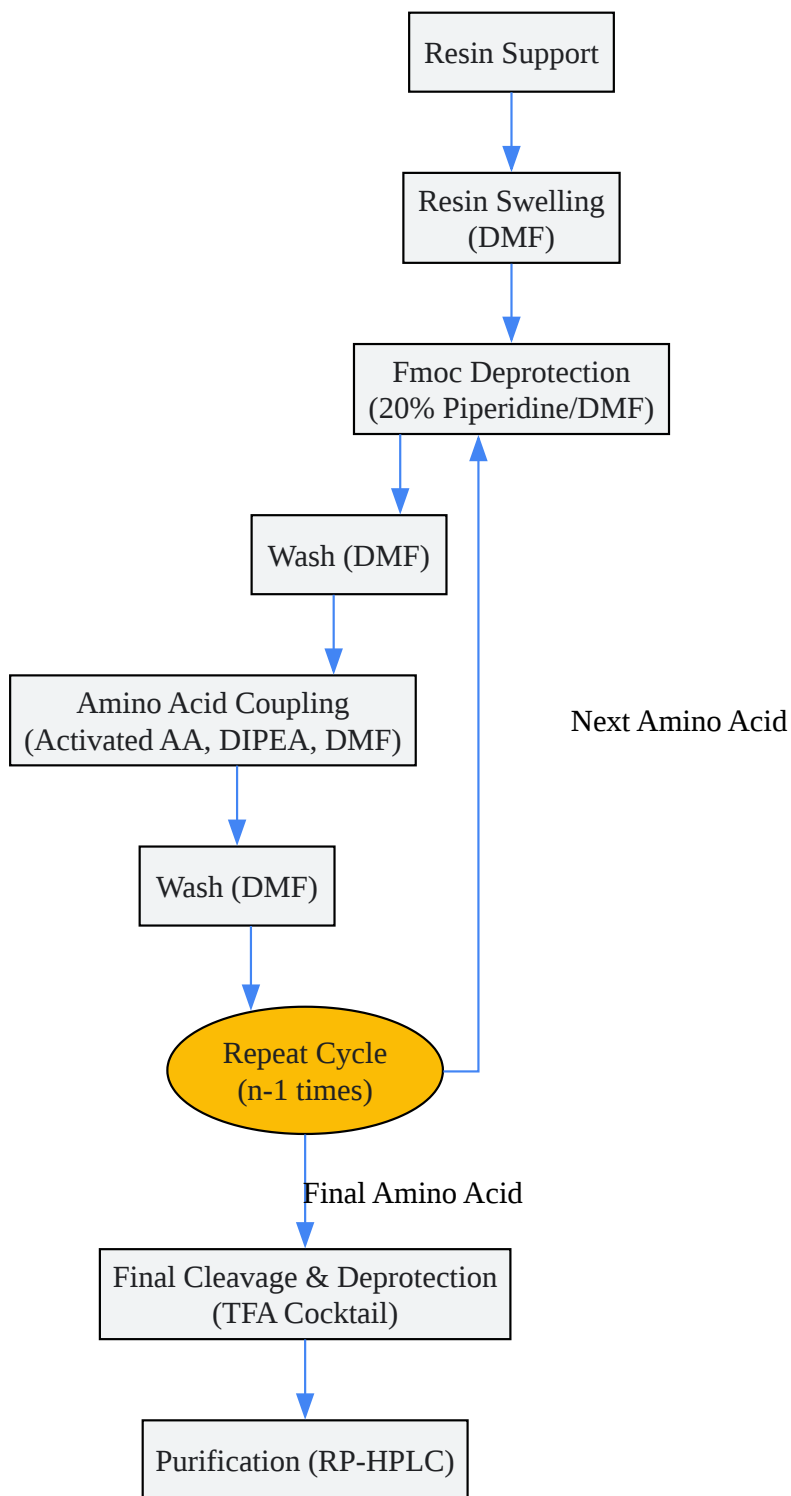 Resin Support
Resin Swelling
(DMF)
Fmoc Deprotection
(20% Piperidine/DMF)
Wash (DMF)
Amino Acid Coupling
(Activated AA, DIPEA, DMF)
Next Amino Acid
Wash (DMF)
Repeat Cycle
(n-1 times)
Final Amino Acid
Final Cleavage & Deprotection
(TFA Cocktail)
Purification (RP-HPLC)